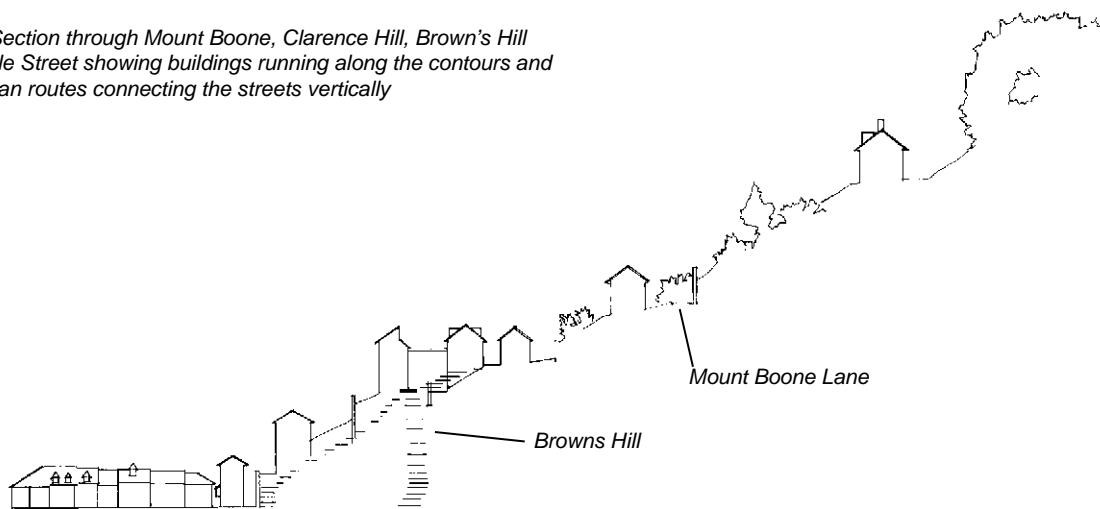 Section through Mount Boone, Clarence Hill, Brown's Hill
le Street showing buildings running along the contours and
an routes connecting the streets vertically
Mount Boone Lane
Browns Hill